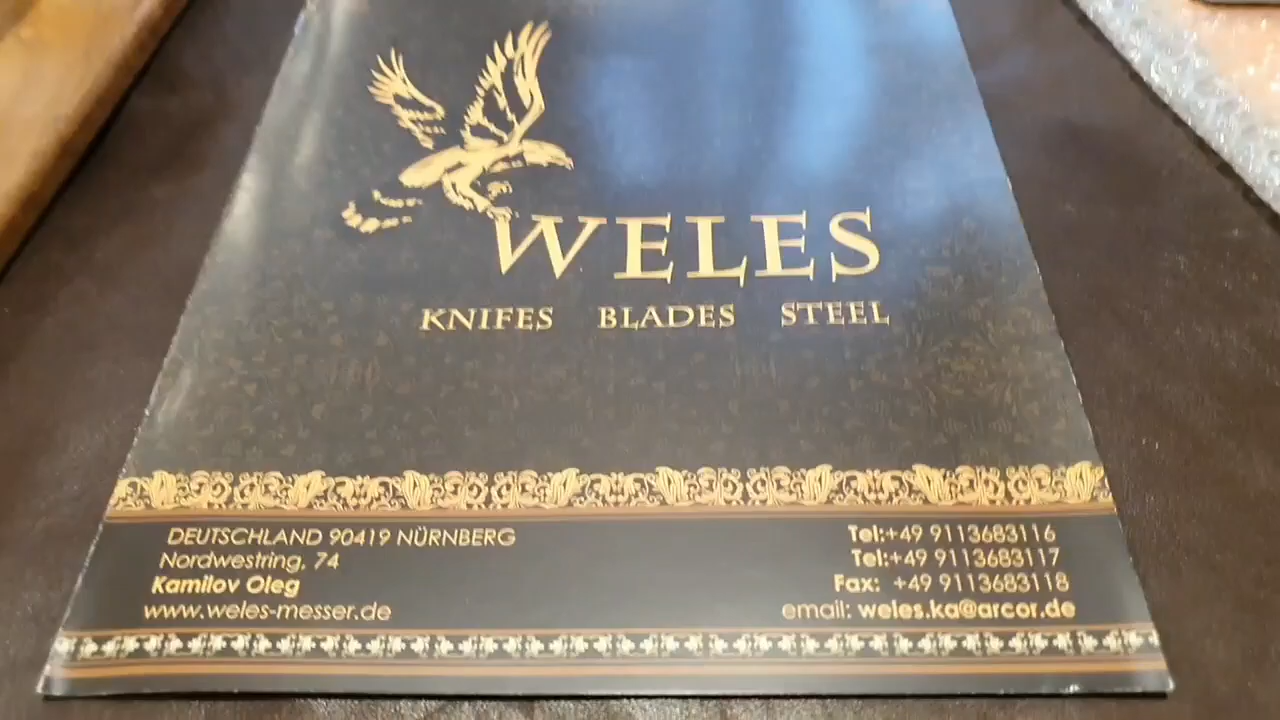 WELES
KNIFES BLADES STEEL
DEUTSCHLAND 90419 NÜRNBERG
Nordwestring, 74
Kamilov Oleg
www.weles-messer.de
Tel:+49 9113683116
Tel:+49 9113683117
Fax: +49 9113683118
email: weles.ka@arcor.de